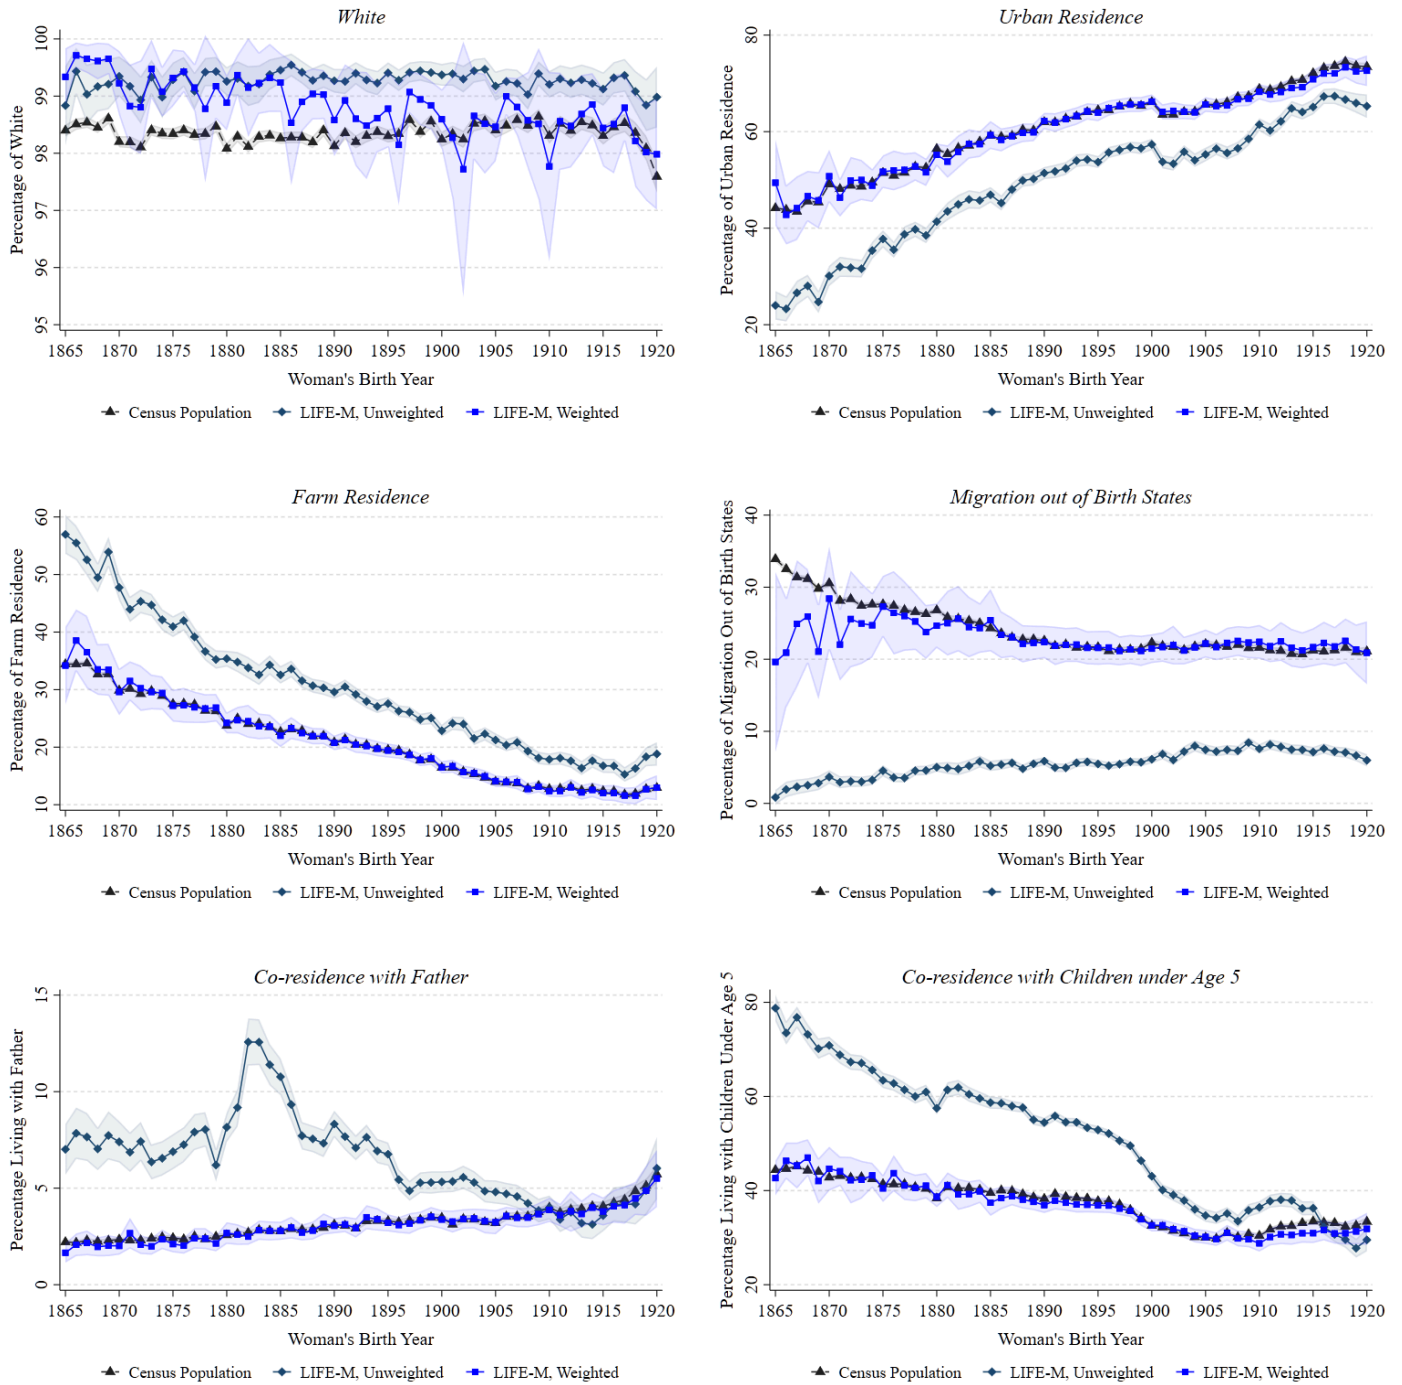 White
Percentage of White
100
99
98
97
96
95
1865 1870 1875 1880 1885 1890 1895 1900 1905 1910 1915 1920
Woman's Birth Year
Census Population LIFE-M, Unweighted LIFE-M, Weighted
Urban Residence
Percentage of Urban Residence
80
60
40
20
1865 1870 1875 1880 1885 1890 1895 1900 1905 1910 1915 1920
Woman's Birth Year
Census Population LIFE-M, Unweighted LIFE-M, Weighted
Farm Residence
Percentage of Farm Residence
60
50
40
30
20
10
1865 1870 1875 1880 1885 1890 1895 1900 1905 1910 1915 1920
Woman's Birth Year
Census Population LIFE-M, Unweighted LIFE-M, Weighted
Migration out of Birth States
Percentage of Migration Out of Birth States
40
30
20
10
0
1865 1870 1875 1880 1885 1890 1895 1900 1905 1910 1915 1920
Woman's Birth Year
Census Population LIFE-M, Unweighted LIFE-M, Weighted
Co-residence with Father
Percentage Living with Father
15
10
5
0
1865 1870 1875 1880 1885 1890 1895 1900 1905 1910 1915 1920
Woman's Birth Year
Census Population LIFE-M, Unweighted LIFE-M, Weighted
Co-residence with Children under Age 5
Percentage Living with Children Under Age 5
80
60
40
20
1865 1870 1875 1880 1885 1890 1895 1900 1905 1910 1915 1920
Woman's Birth Year
Census Population LIFE-M, Unweighted LIFE-M, Weighted